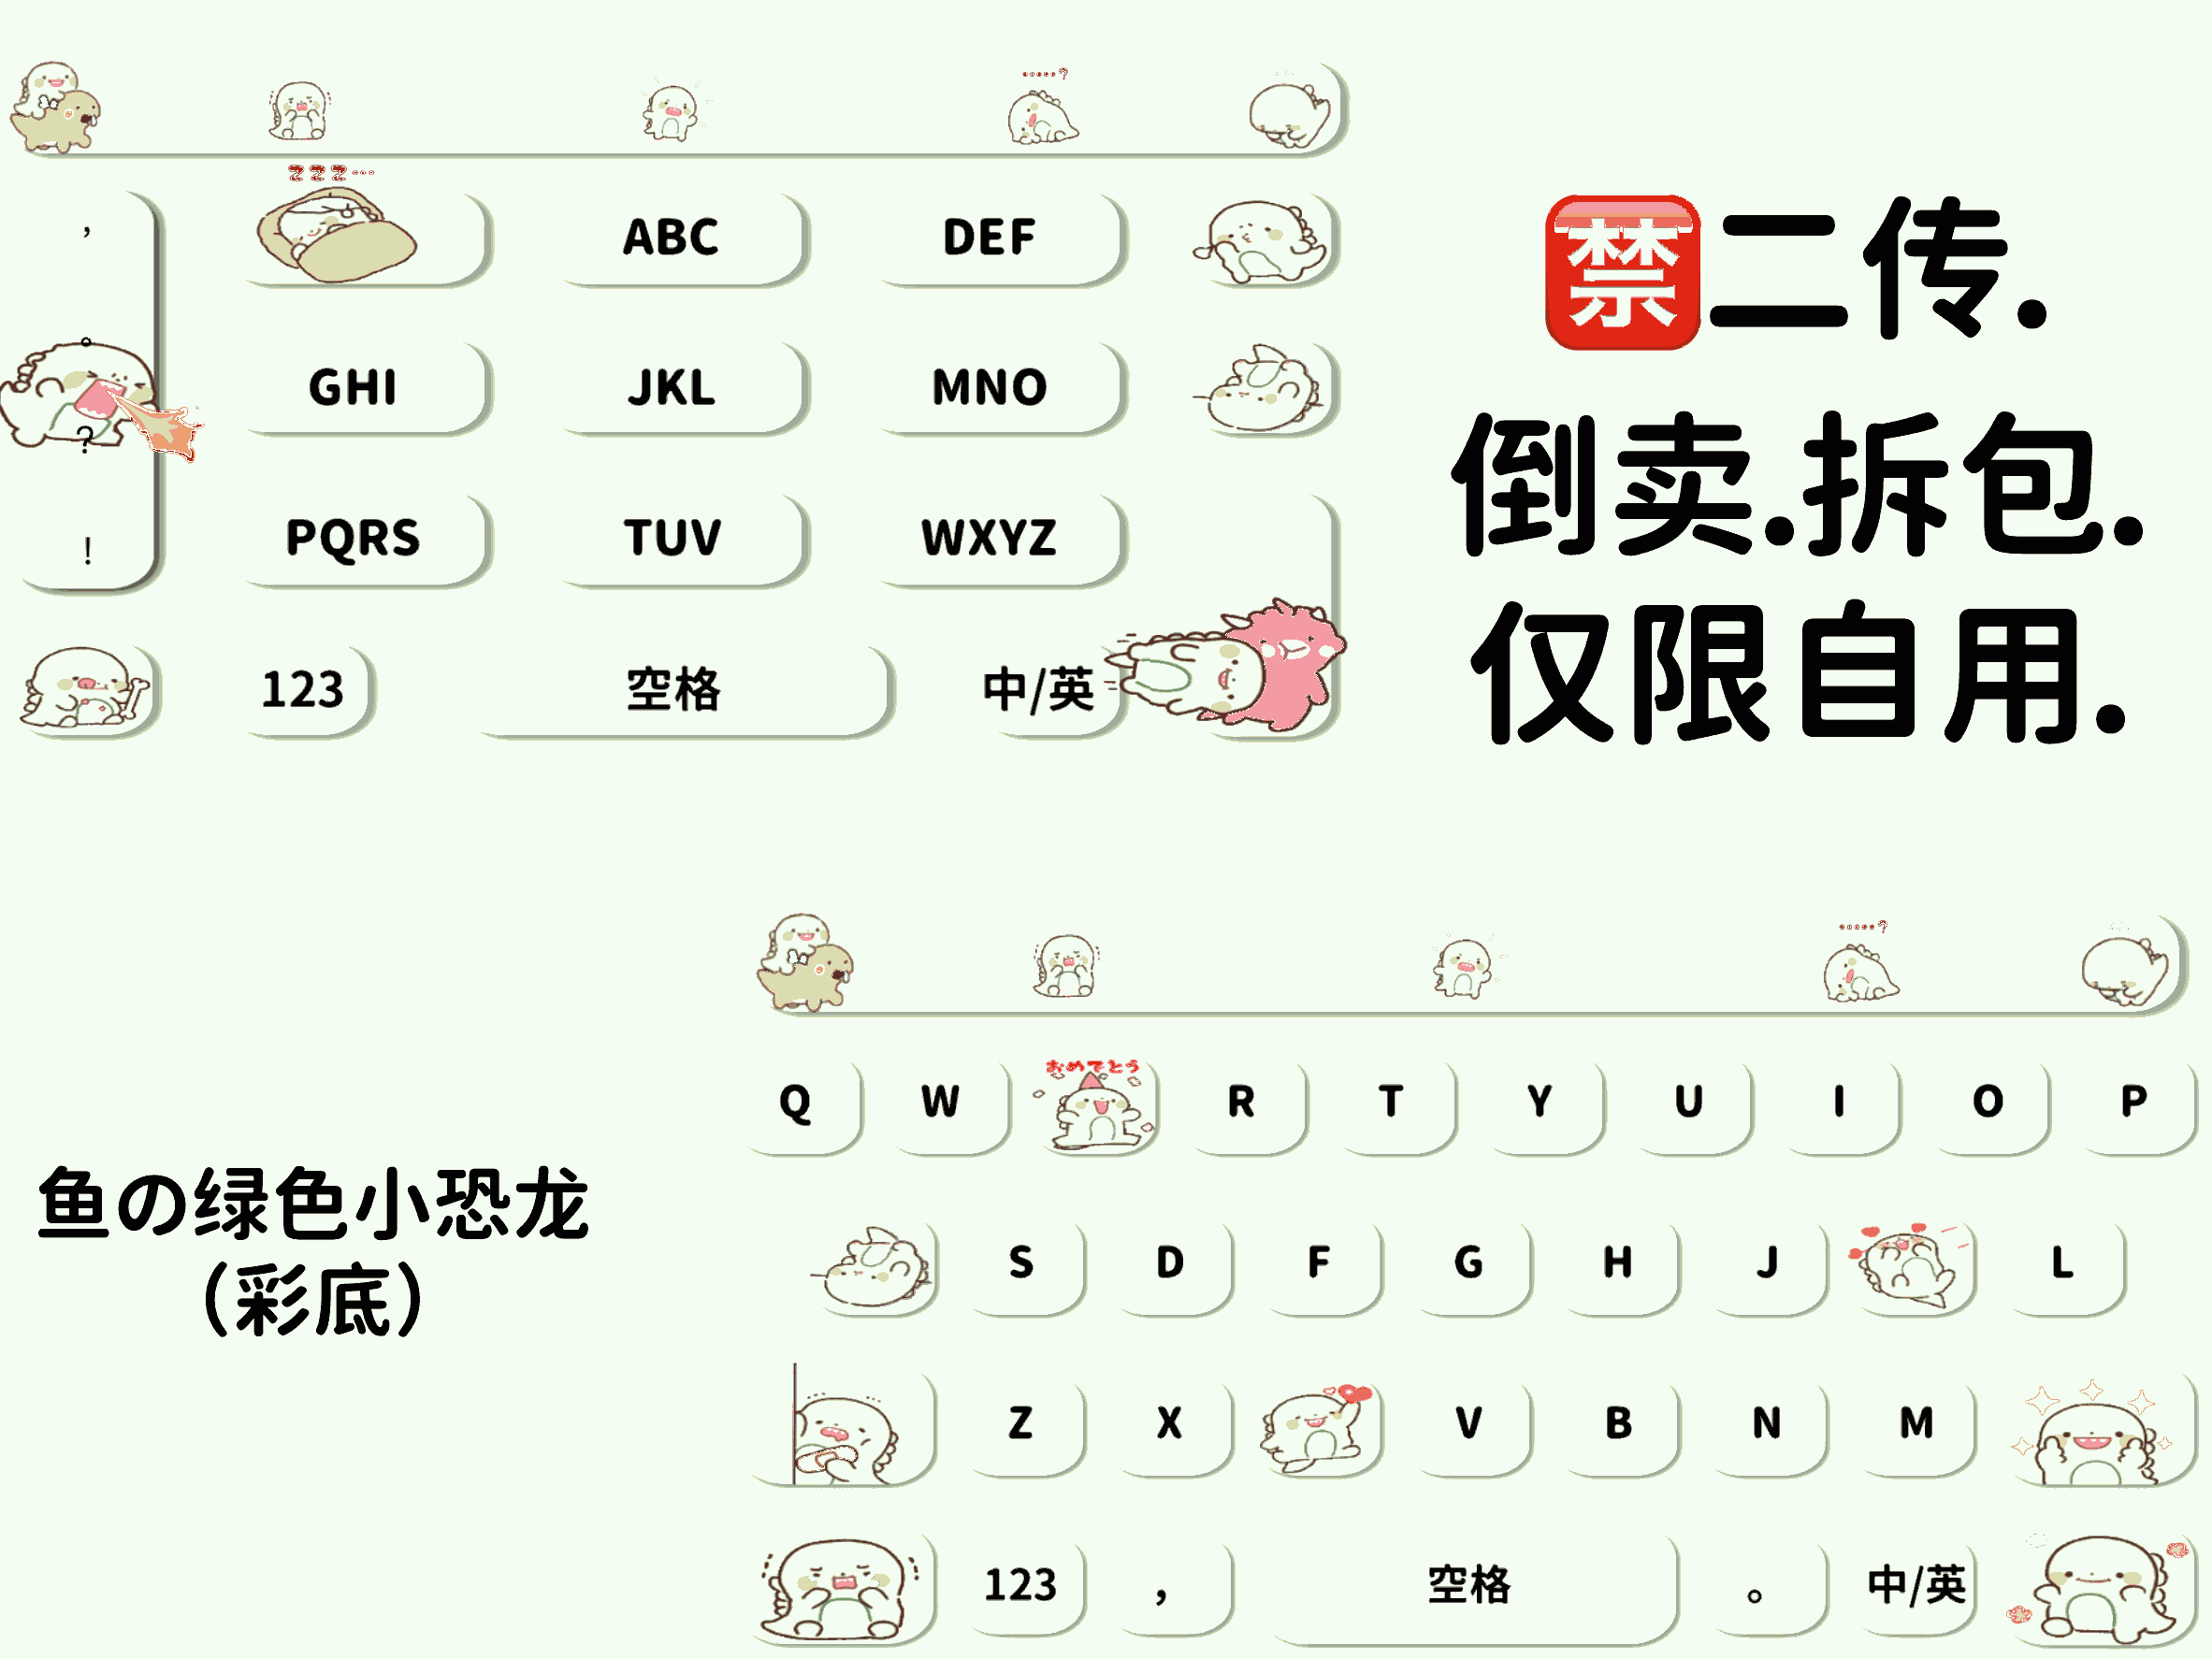 ·····?
z z z ···
,
ABC
DEF
。
GHI
JKL
MNO
?
PQRS
TUV
WXYZ
!
123
空格
中/英
禁二传.
倒卖.拆包.
仅限自用.
鱼の绿色小恐龙
（彩底）
·····?
おめでとう
Q W R T Y U I O P
S D F G H J L
Z X V B N M
123 , 空格 。 中/英